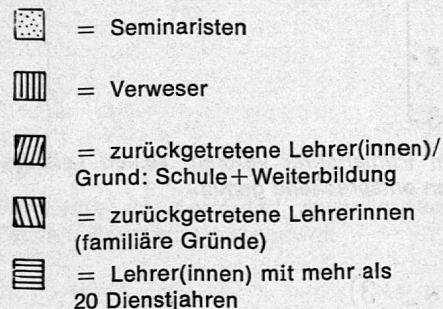 = Seminaristen
= Verweser
= zurückgetretene Lehrer(innen)/
Grund: Schule+Weiterbildung
= zurückgetretene Lehrerinnen
(familiäre Gründe)
= Lehrer(innen) mit mehr als
20 Dienstjahren